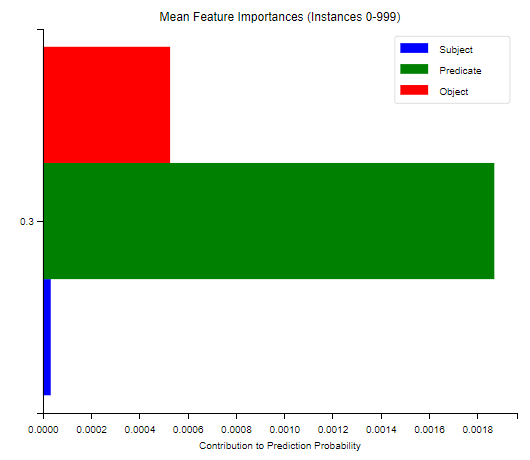 Mean Feature Importances (Instances 0-999)
Subject
Predicate
Object
0.3
0.0000 0.0002 0.0004 0.0006 0.0008 0.0010 0.0012 0.0014 0.0016 0.0018
Contribution to Prediction Probability